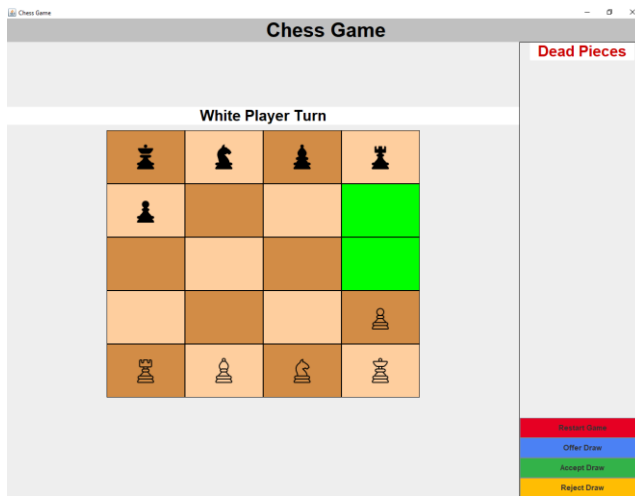 Chess Game
Chess Game
Dead Pieces
White Player Turn
Restart Game
Offer Draw
Accept Draw
Reject Draw